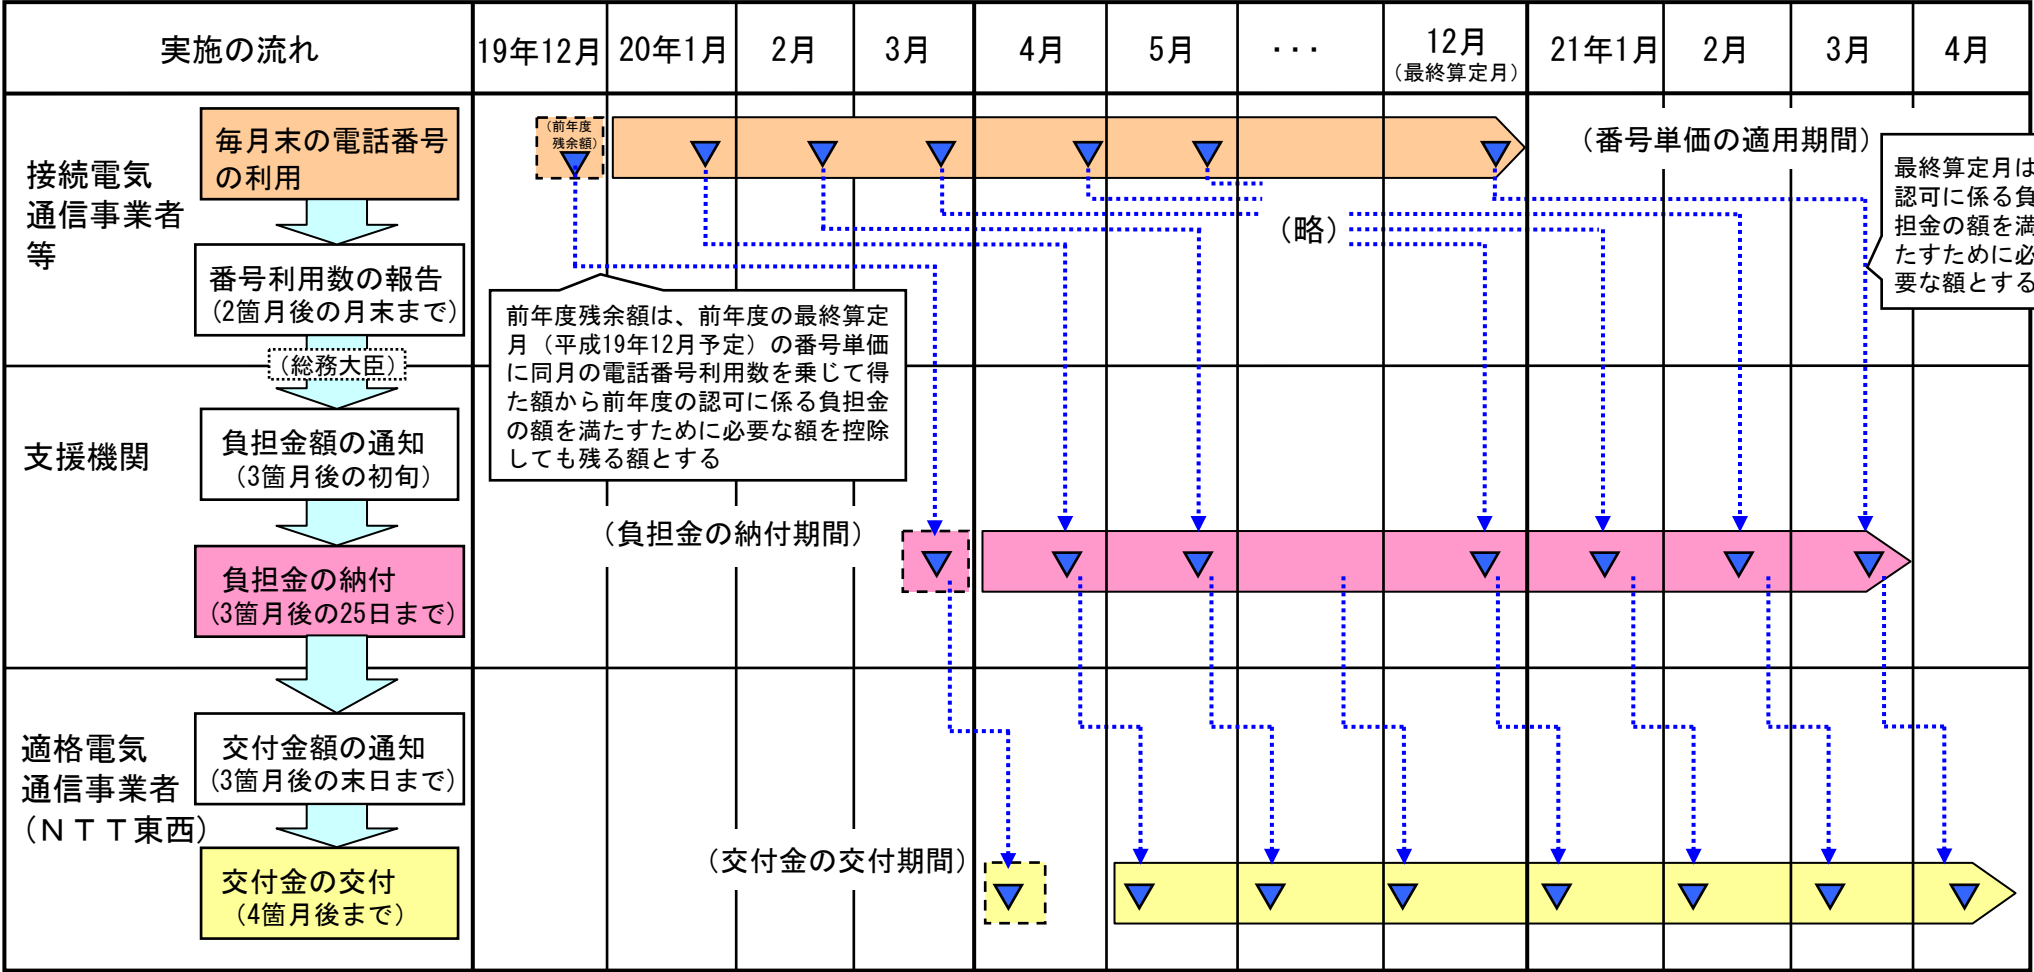 実施の流れ
19年12月
20年1月
2月
3月
4月
5月
・・・
12月
（最終算定月）
21年1月
2月
3月
4月
接続電気
通信事業者
等
毎月末の電話番号
の利用
番号利用数の報告
（2箇月後の月末まで）
（総務大臣）
（前年度
残余額）
（番号単価の適用期間）
（略）
最終算定月は
認可に係る負
担金の額を満
たすために必
要な額とする
前年度残余額は、前年度の最終算定
月（平成19年12月予定）の番号単価
に同月の電話番号利用数を乗じて得
た額から前年度の認可に係る負担金
の額を満たすために必要な額を控除
しても残る額とする
支援機関
負担金額の通知
（3箇月後の初旬）
負担金の納付
（3箇月後の25日まで）
（負担金の納付期間）
適格電気
通信事業者
（ＮＴＴ東西）
交付金額の通知
（3箇月後の末日まで）
交付金の交付
（4箇月後まで）
（交付金の交付期間）